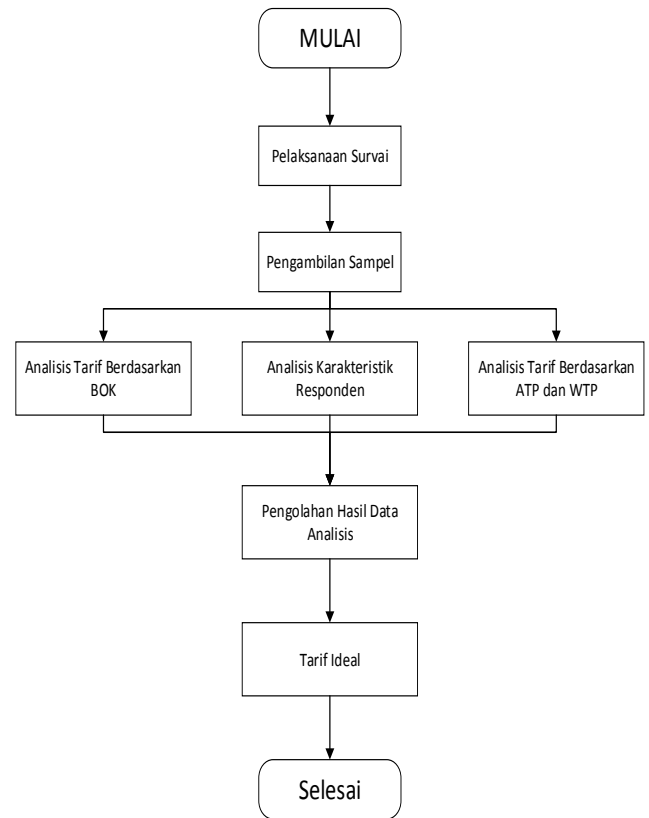 MULAI
Pelaksanaan Survai
Pengambilan Sampel
Analisis Tarif Berdasarkan
BOK
Analisis Karakteristik
Responden
Analisis Tarif Berdasarkan
ATP dan WTP
Pengolahan Hasil Data
Analisis
Tarif Ideal
Selesai